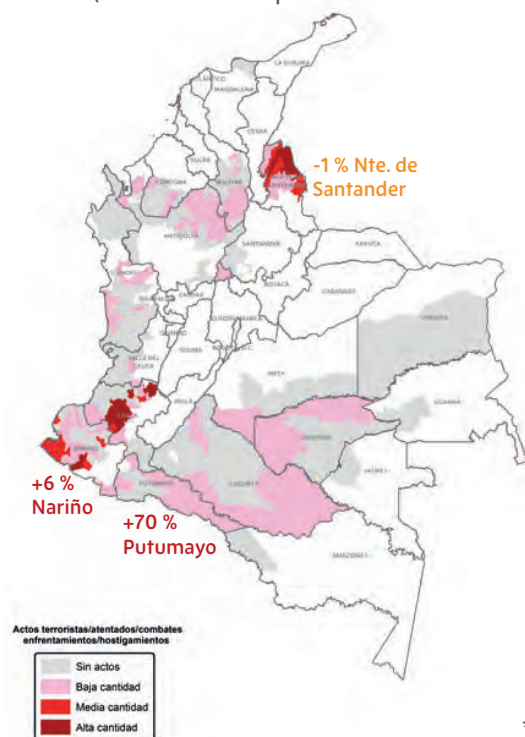 LA GUAJIRA
ATLÁNTICO
MAGDALENA
CESAR
SUCRE
-1 % Nte. de
Santander
CÓRDOBA
BOLÍVAR
ANTIOQUIA
SANTANDER
ARAUCA
CHOCÓ
BOYACÁ
CASANARE
CALDAS
RISARALDA
CUNDINAMARCA
VICHADA
QUINDÍO
TOLIMA
VALLE DEL
CAUCA
META
GUAINÍA
HUILA
CAUCA
GUAVIARE
NARIÑO
PUTUMAYO
CAQUETÁ
VAUPÉS
+6 %
Nariño
+70 %
Putumayo
AMAZONAS
Actos terroristas/atentados/combates
enfrentamientos/hostigamientos
Sin actos
Baja cantidad
Media cantidad
Alta cantidad